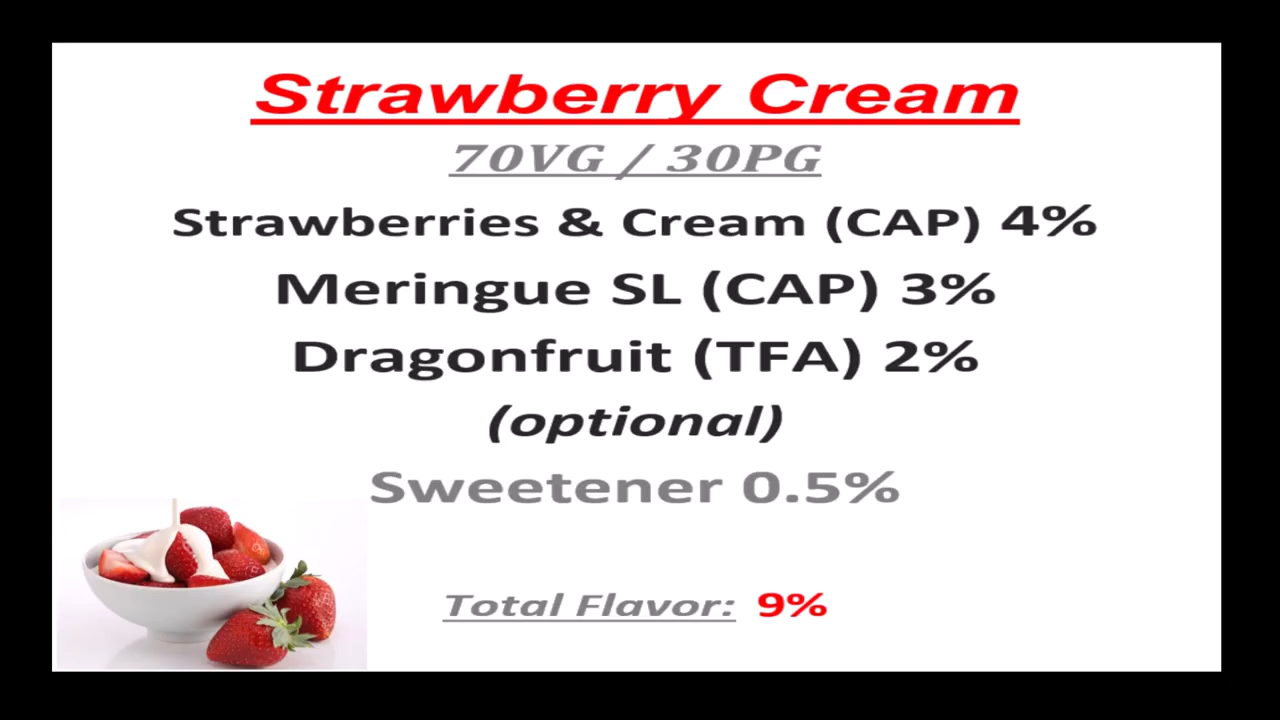 Strawberry Cream
70VG / 30PG
Strawberries & Cream (CAP) 4%
Meringue SL (CAP) 3%
Dragonfruit (TFA) 2%
(optional)
Sweetener 0.5%
Total Flavor: 9%